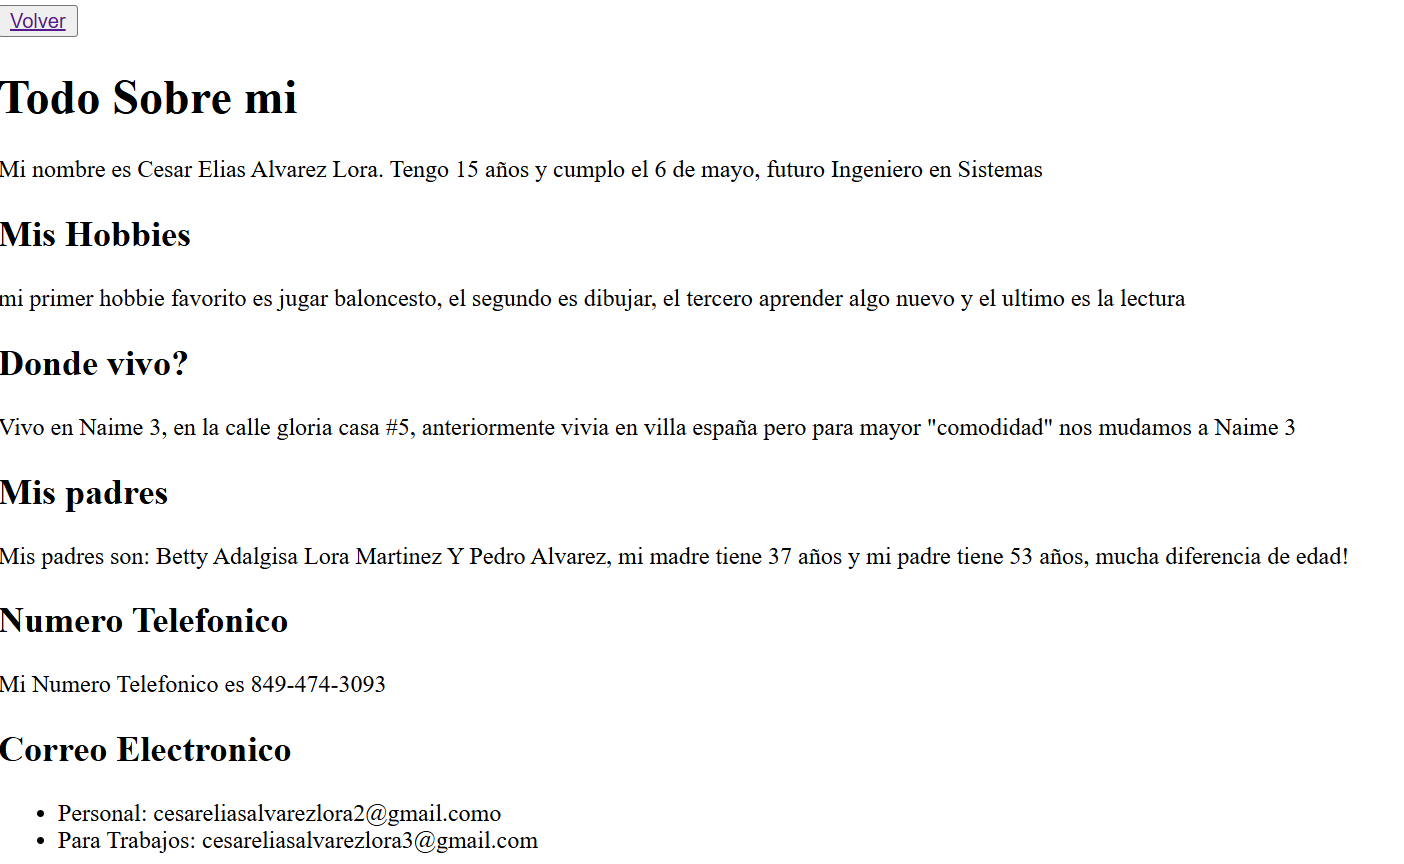 Volver
Todo Sobre mi
Mi nombre es Cesar Elias Alvarez Lora. Tengo 15 años y cumplo el 6 de mayo, futuro Ingeniero en Sistemas
Mis Hobbies
mi primer hobbie favorito es jugar baloncesto, el segundo es dibujar, el tercero aprender algo nuevo y el ultimo es la lectura
Donde vivo?
Vivo en Naime 3, en la calle gloria casa #5, anteriormente vivia en villa españa pero para mayor "comodidad" nos mudamos a Naime 3
Mis padres
Mis padres son: Betty Adalgisa Lora Martinez Y Pedro Alvarez, mi madre tiene 37 años y mi padre tiene 53 años, mucha diferencia de edad!
Numero Telefonico
Mi Numero Telefonico es 849-474-3093
Correo Electronico
• Personal: cesareliasalvarezlora2@gmail.como
• Para Trabajos: cesareliasalvarezlora3@gmail.com